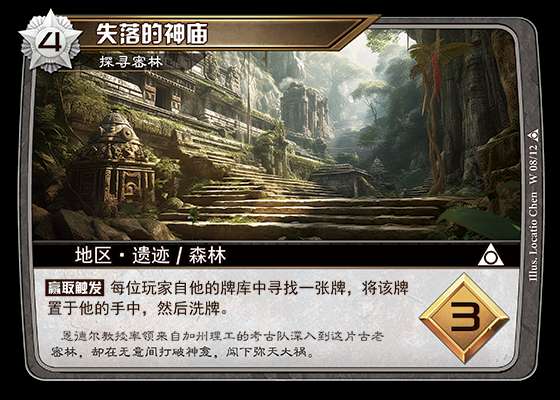 4
失落的神庙
探寻密林
地区·遗迹 / 森林
赢取触发 每位玩家自他的牌库中寻找一张牌，将该牌
置于他的手中，然后洗牌。
恩德尔教授率领来自加州理工的考古队深入到这片古老
密林，却在无意间打破神龛，闯下弥天大祸。
3
Illus. Locatio Chen W 08/12